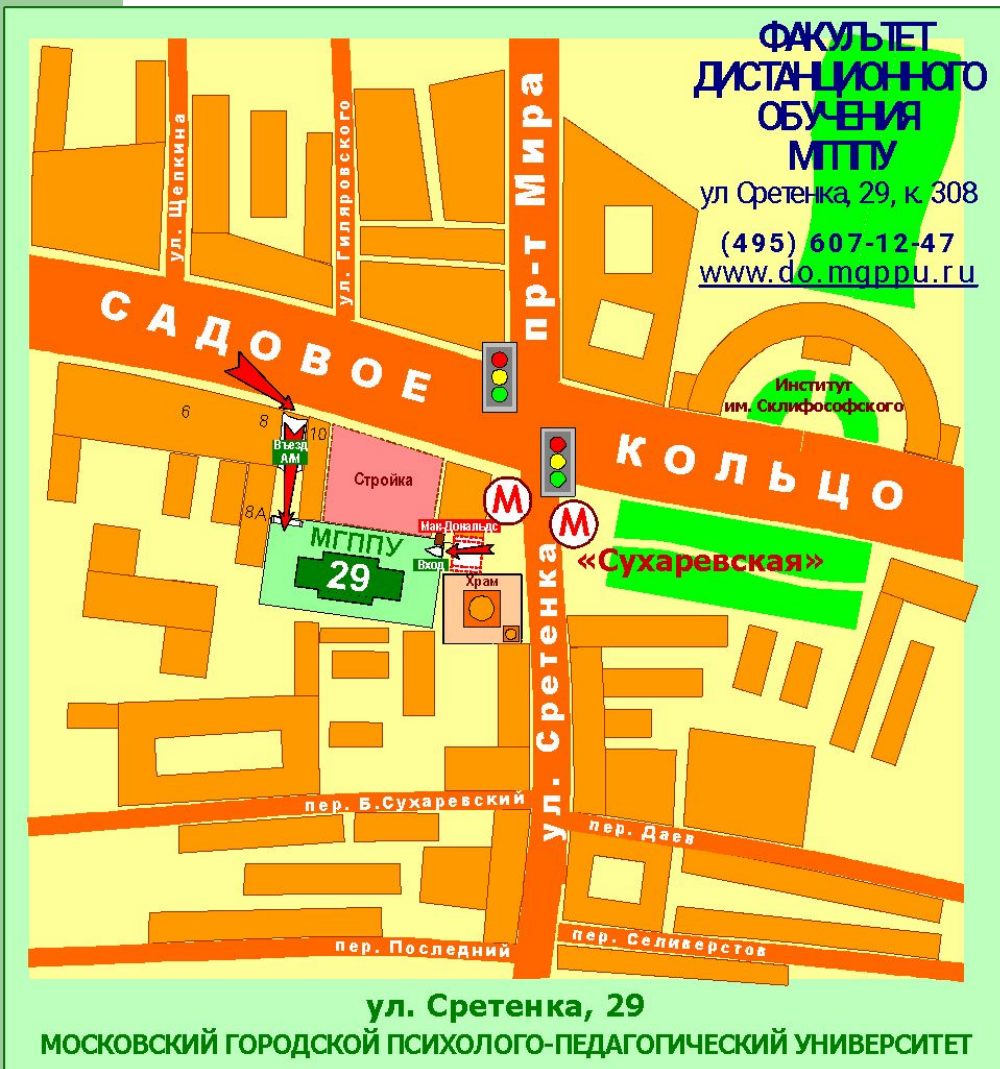 ФАКУЛЬТЕТ
ДИСТАНЦИОННОГО
ОБУЧЕНИЯ
МГППУ
ул Сретенка, 29, к. 308
(495) 607-12-47
www.do.mgppu.ru
ул. Щепкина
ул. Гиляровского
пр-т Мира
САДОВОЕ
КОЛЬЦО
Институт
им. Склифософского
6
8
10
Въезд
А/М
Стройка
8А
М
М
Мак-Дональдс
«Сухаревская»
МГППУ
Вход
29
Храм
ул. Сретенка
пер. Б.Сухаревский
пер. Даев
пер. Последний
пер. Селиверстов
ул. Сретенка, 29
МОСКОВСКИЙ ГОРОДСКОЙ ПСИХОЛОГО-ПЕДАГОГИЧЕСКИЙ УНИВЕРСИТЕТ